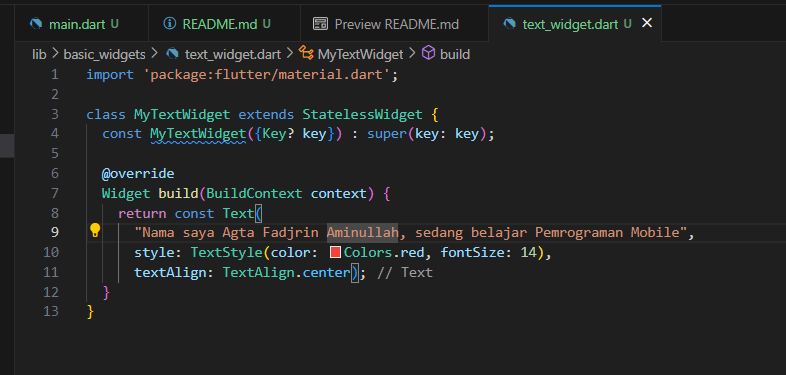 main.dart U README.md U Preview README.md text_widget.dart U
lib > basic_widgets > text_widget.dart > MyTextWidget > build
1 import 'package:flutter/material.dart';
2
3 class MyTextWidget extends StatelessWidget {
4 const MyTextWidget({Key? key}) : super(key: key);
5
6 @override
7 Widget build(BuildContext context) {
8 return const Text(
9 "Nama saya Agta Fadjrin Aminullah, sedang belajar Pemrograman Mobile",
10 style: TextStyle(color: Colors.red, fontSize: 14),
11 textAlign: TextAlign.center); // Text
12 }
13 }